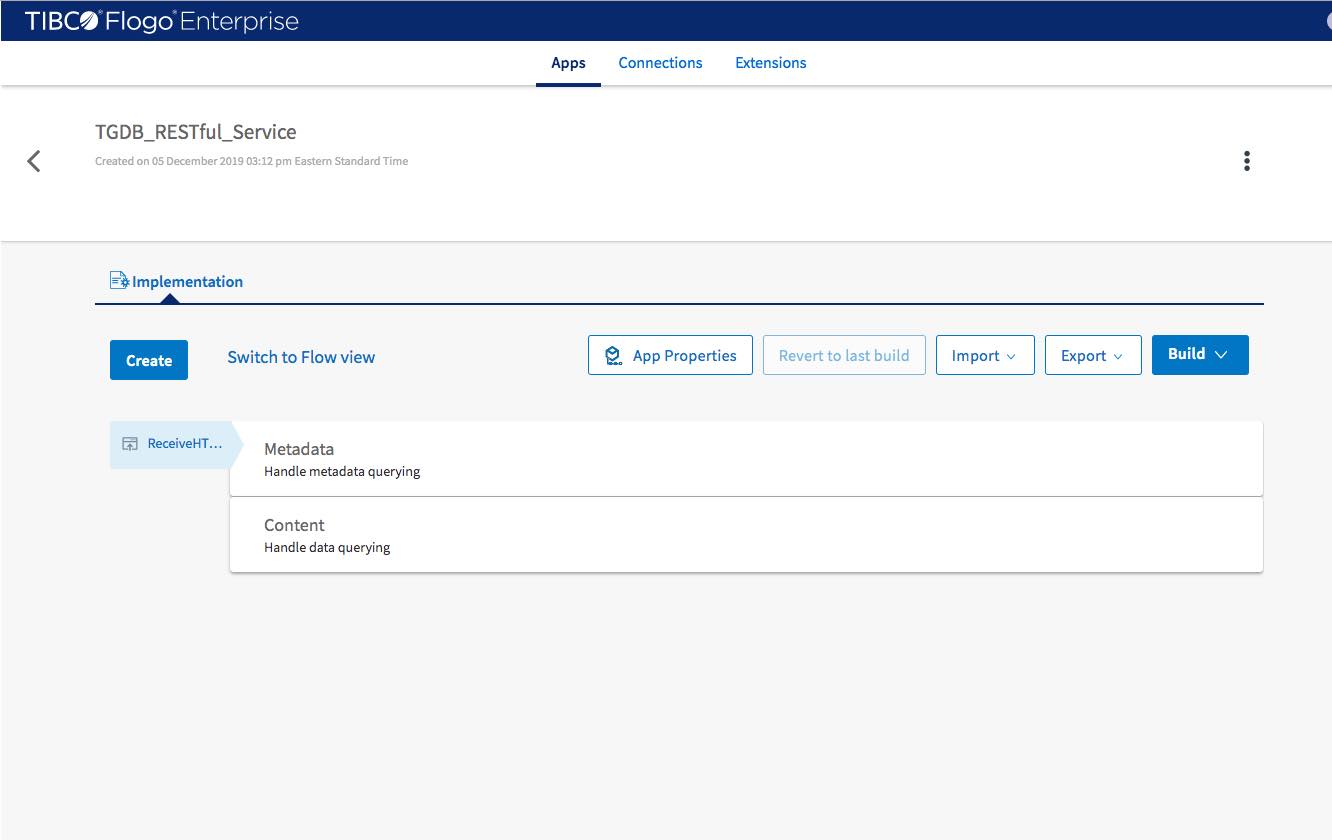 TIBCO® Flogo® Enterprise
Apps Connections Extensions
TGDB_RESTful_Service
Created on 05 December 2019 03:12 pm Eastern Standard Time
Implementation
Create Switch to Flow view App Properties Revert to last build Import Export Build
ReceiveHT...
Metadata
Handle metadata querying
Content
Handle data querying